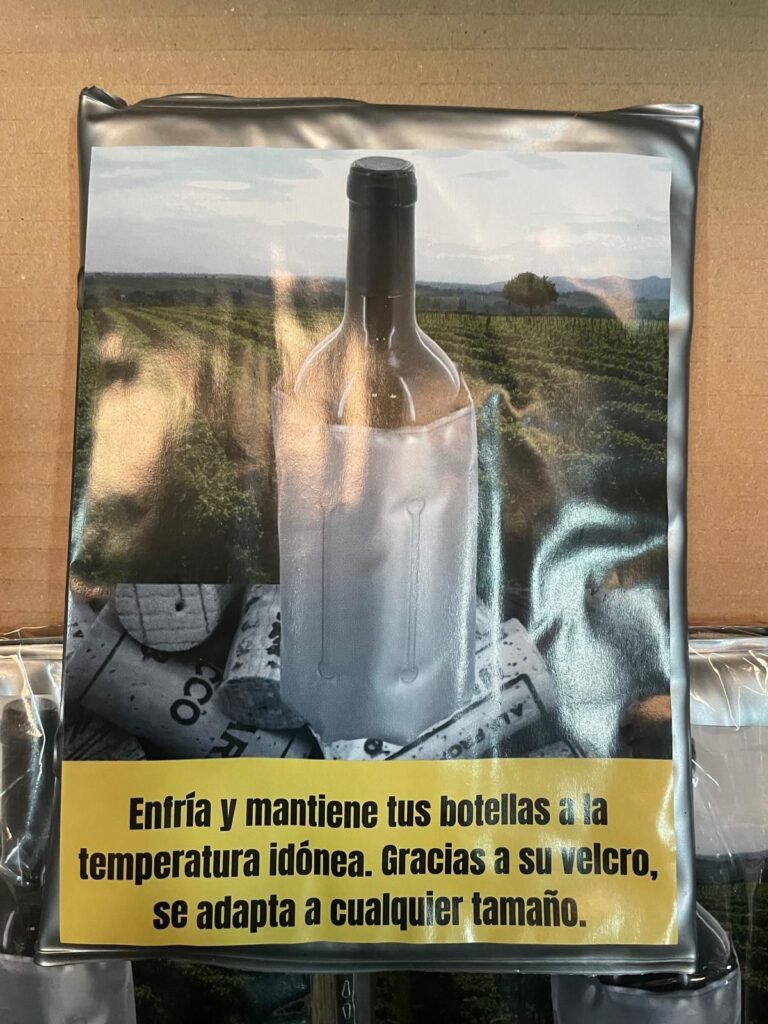 Enfría y mantiene tus botellas a la
temperatura idónea. Gracias a su velcro,
se adapta a cualquier tamaño.